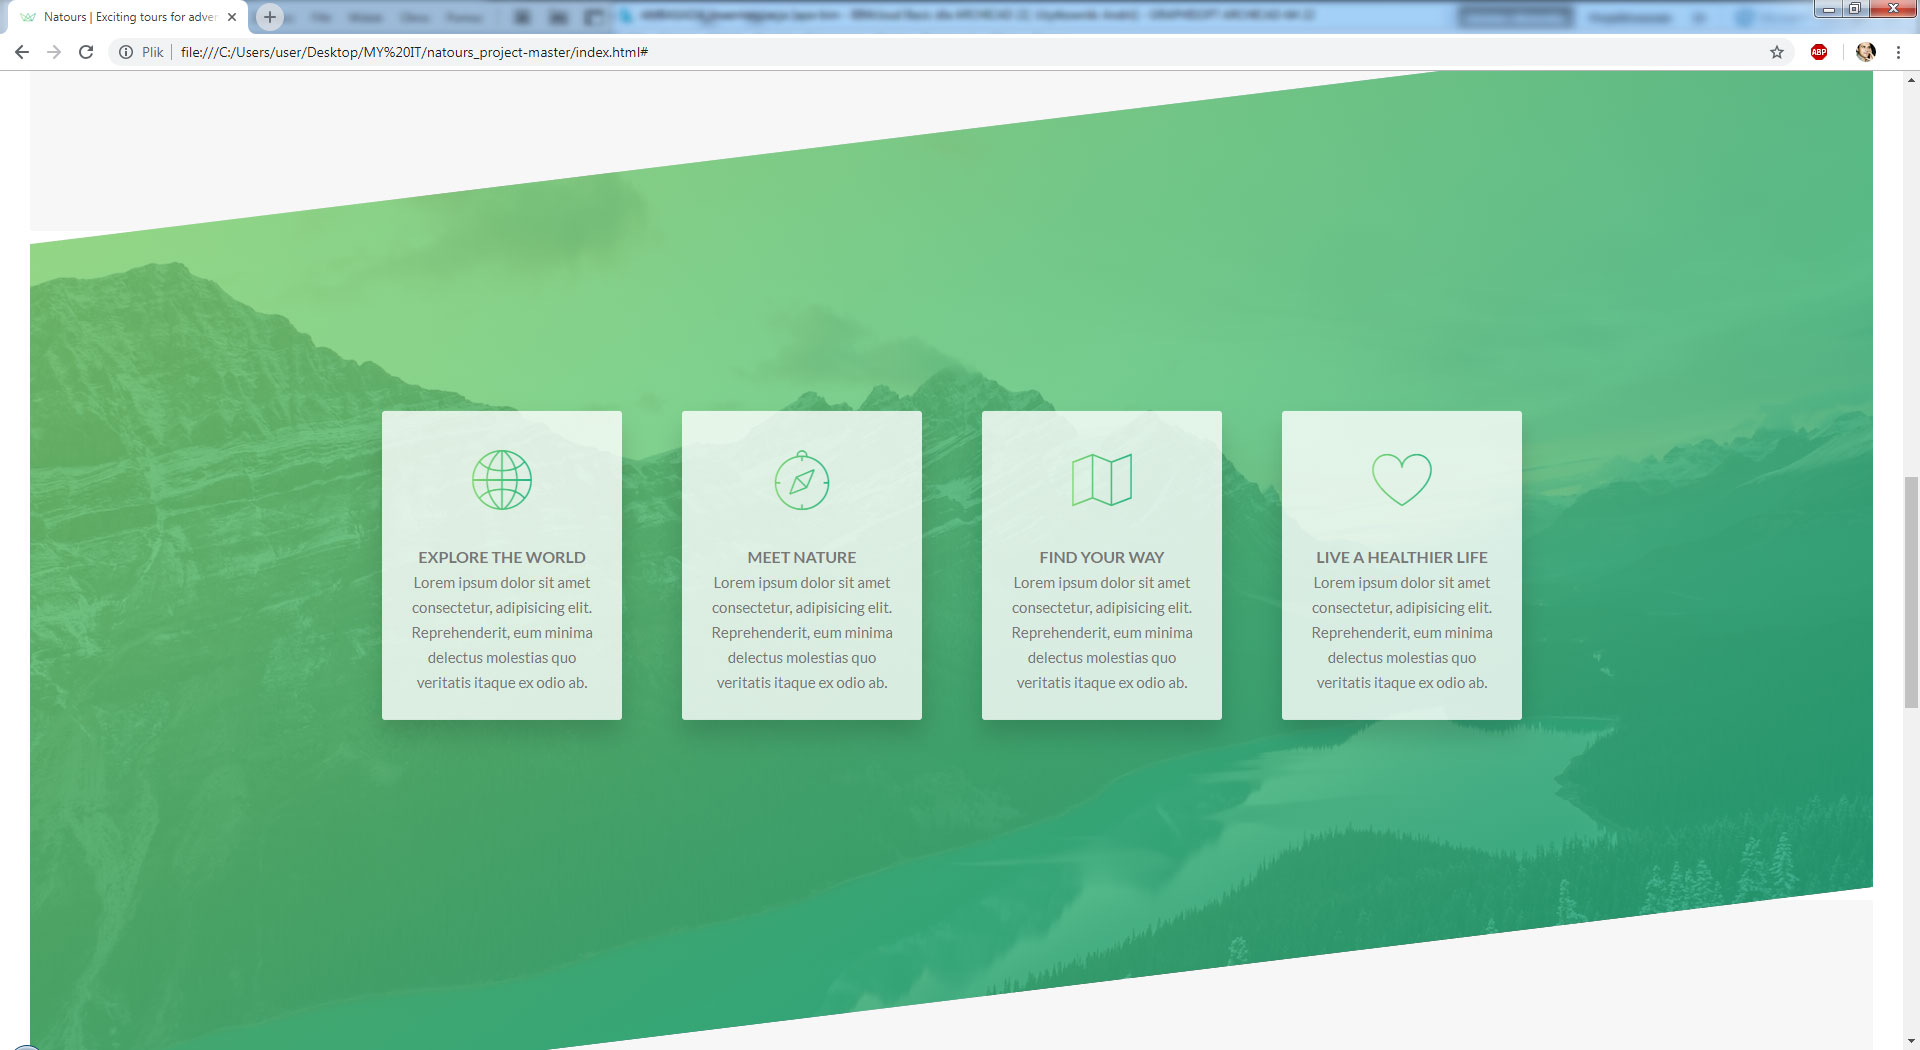 Natours | Exciting tours for adver
Plik
file:///C:/Users/user/Desktop/MY%20IT/natours_project-master/index.html#
ABP
EXPLORE THE WORLD
Lorem ipsum dolor sit amet
consectetur, adipisicing elit.
Reprehenderit, eum minima
delectus molestias quo
veritatis itaque ex odio ab.
MEET NATURE
Lorem ipsum dolor sit amet
consectetur, adipisicing elit.
Reprehenderit, eum minima
delectus molestias quo
veritatis itaque ex odio ab.
FIND YOUR WAY
Lorem ipsum dolor sit amet
consectetur, adipisicing elit.
Reprehenderit, eum minima
delectus molestias quo
veritatis itaque ex odio ab.
LIVE A HEALTHIER LIFE
Lorem ipsum dolor sit amet
consectetur, adipisicing elit.
Reprehenderit, eum minima
delectus molestias quo
veritatis itaque ex odio ab.